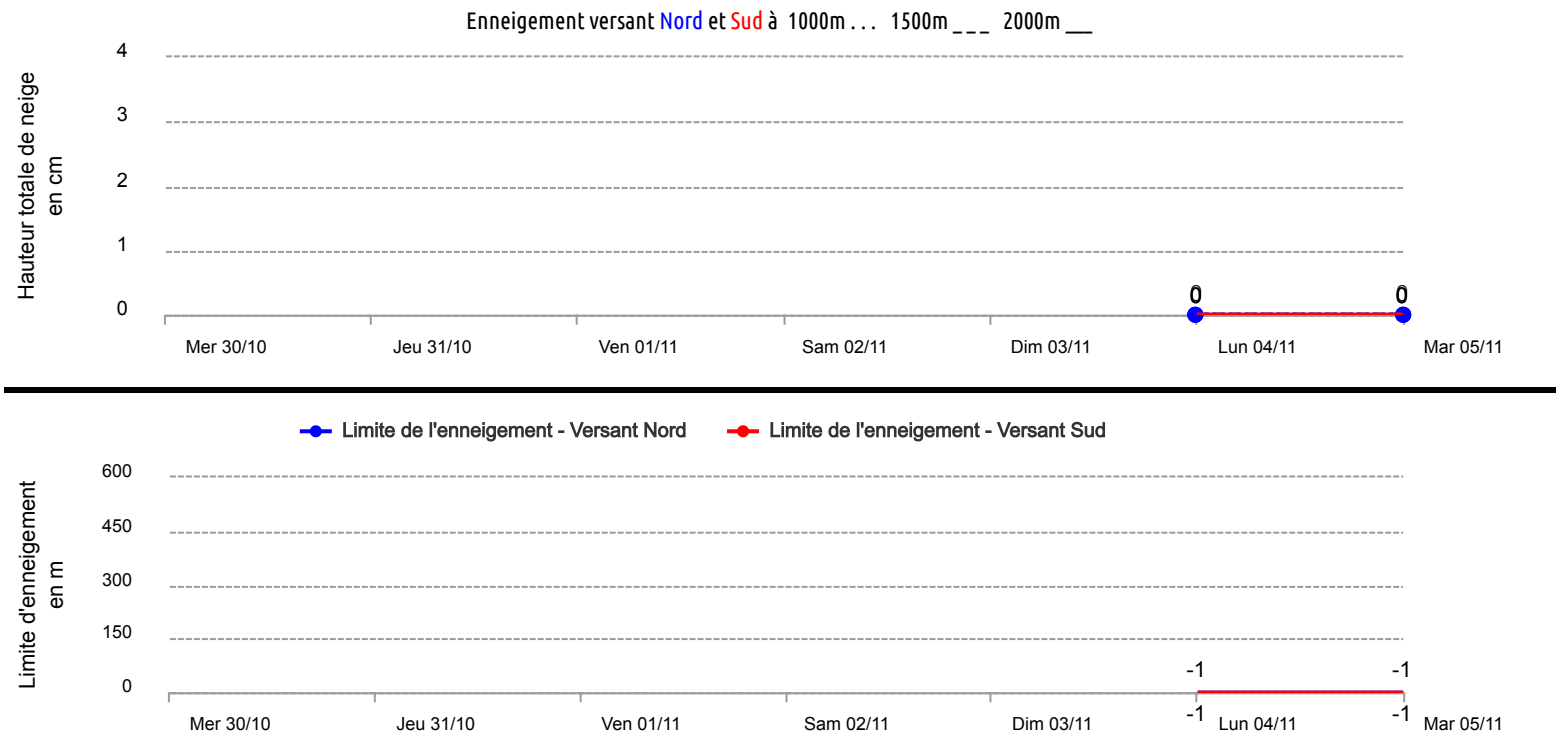 Enneigement versant Nord et Sud à 1000m . . . 1500m _ _ _ 2000m __
Hauteur totale de neige
en cm
4
3
2
1
0
0 0
Mer 30/10 Jeu 31/10 Ven 01/11 Sam 02/11 Dim 03/11 Lun 04/11 Mar 05/11
Limite de l'enneigement - Versant Nord Limite de l'enneigement - Versant Sud
Limite d'enneigement
en m
600
450
300
150
0
-1 -1
-1 -1
Mer 30/10 Jeu 31/10 Ven 01/11 Sam 02/11 Dim 03/11 Lun 04/11 Mar 05/11